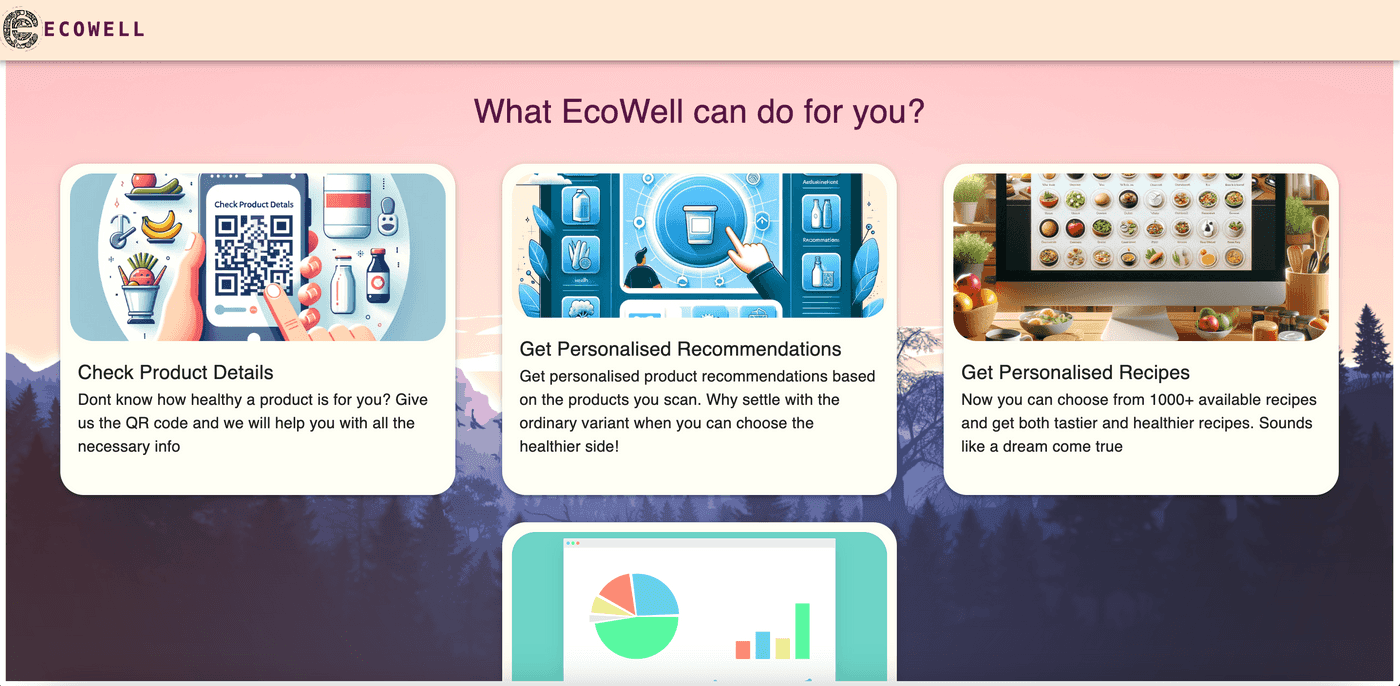 ECOWELL
What EcoWell can do for you?
Check Product Detals
Check Product Details
Dont know how healthy a product is for you? Give
us the QR code and we will help you with all the
necessary info
Recommations
Get Personalised Recommendations
Get personalised product recommendations based
on the products you scan. Why settle with the
ordinary variant when you can choose the
healthier side!
Get Personalised Recipes
Now you can choose from 1000+ available recipes
and get both tastier and healthier recipes. Sounds
like a dream come true